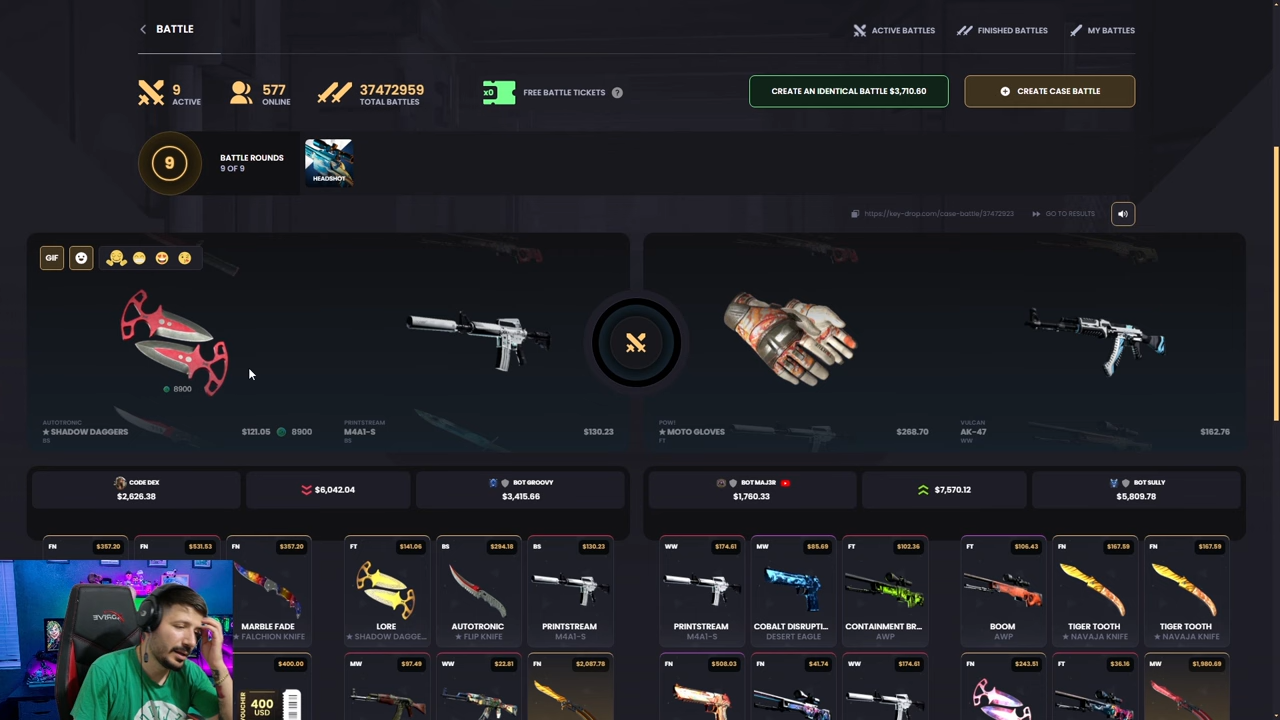 BATTLE
ACTIVE BATTLES
FINISHED BATTLES
MY BATTLES
9
ACTIVE
577
ONLINE
37472959
TOTAL BATTLES
x0
FREE BATTLE TICKETS ?
CREATE AN IDENTICAL BATTLE $3,710.60
CREATE CASE BATTLE
9
BATTLE ROUNDS
9 OF 9
HEADSHOT
https://key-drop.com/case-battle/37472923
GO TO RESULTS
GIF
8900
AUTOTRONIC
★ SHADOW DAGGERS
BS
$121.05
8900
PRINTSTREAM
M4A1-S
BS
$130.23
POW!
★ MOTO GLOVES
FT
$268.70
VULCAN
AK-47
WW
$162.76
CODE DEX
$2,626.38
$6,042.04
BOT GROOVY
$3,415.66
BOT MAJ3R
$1,760.33
$7,570.12
BOT SULLY
$5,809.78
FN $357.20
FN $531.53
FN $357.20
MARBLE FADE
★ FALCHION KNIFE
FT $141.06
LORE
★ SHADOW DAGGE...
BS $294.18
AUTOTRONIC
★ FLIP KNIFE
BS $130.23
PRINTSTREAM
M4A1-S
WW $174.61
PRINTSTREAM
M4A1-S
MW $85.69
COBALT DISRUPTI...
DESERT EAGLE
FT $102.36
CONTAINMENT BR...
AWP
FT $106.43
BOOM
AWP
FN $167.59
TIGER TOOTH
★ NAVAJA KNIFE
FN $167.59
TIGER TOOTH
★ NAVAJA KNIFE
$400.00
VOUCHER
400
USD
MW $97.49
WW $22.81
FN $2,087.78
FN $508.03
FN $41.74
WW $174.61
FN $243.51
FT $36.16
MW $1,980.69